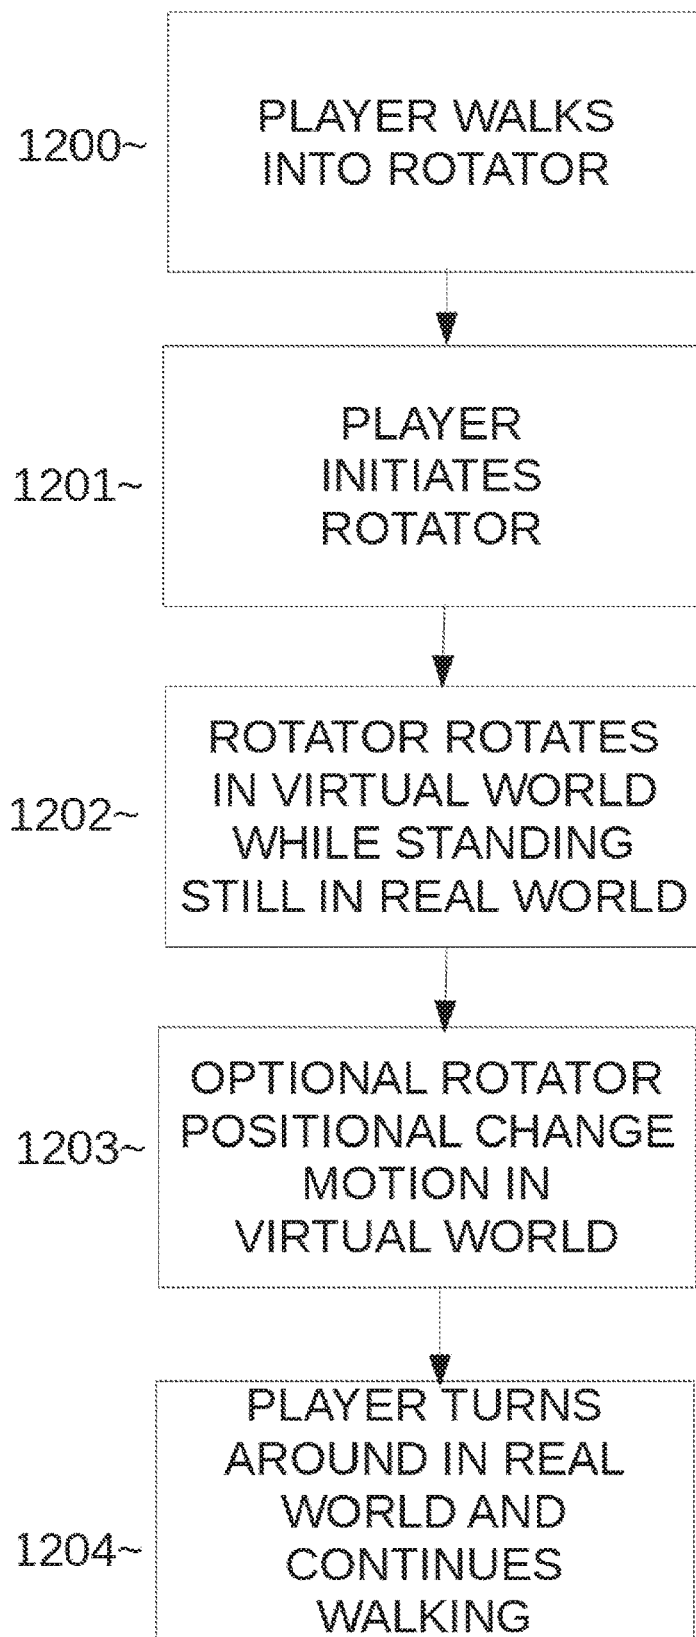 1200~
PLAYER WALKS
INTO ROTATOR
1201~
PLAYER
INITIATES
ROTATOR
1202~
ROTATOR ROTATES
IN VIRTUAL WORLD
WHILE STANDING
STILL IN REAL WORLD
1203~
OPTIONAL ROTATOR
POSITIONAL CHANGE
MOTION IN
VIRTUAL WORLD
1204~
PLAYER TURNS
AROUND IN REAL
WORLD AND
CONTINUES
WALKING